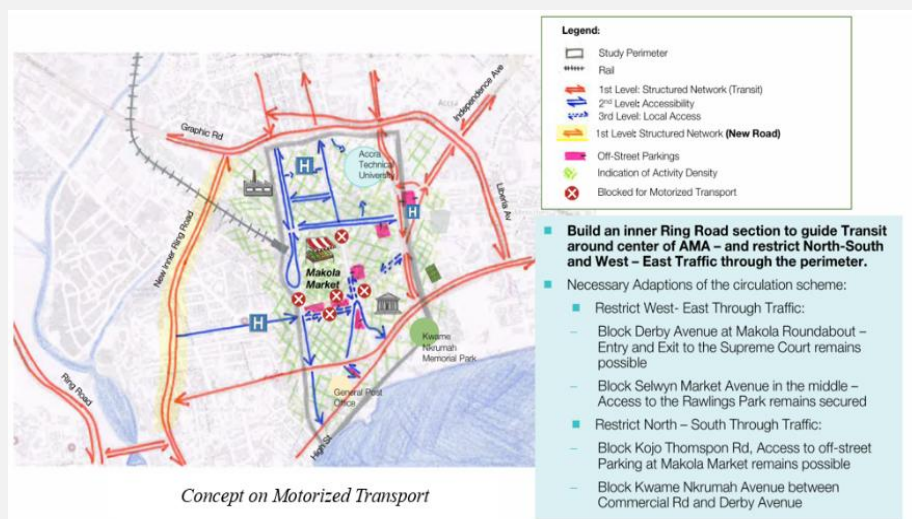 Legend:
Study Perimeter
Rail
1st Level: Structured Network (Transit)
2nd Level: Accessibility
3rd Level: Local Access
1st Level: Structured Network (New Road)
Off-Street Parkings
Indication of Activity Density
Blocked for Motorized Transport
Graphic Rd
Independence Ave
Accra
Technical
University
H
H
Liberia Av
New Inner Ring Road
Makola
Market
H
Kwame
Nkrumah
Memorial Park
Ring Road
General Post
Office
High St
Concept on Motorized Transport
Build an inner Ring Road section to guide Transit
around center of AMA – and restrict North-South
and West – East Traffic through the perimeter.
Necessary Adaptions of the circulation scheme:
Restrict West- East Through Traffic:
– Block Derby Avenue at Makola Roundabout –
Entry and Exit to the Supreme Court remains
possible
– Block Selwyn Market Avenue in the middle –
Access to the Rawlings Park remains secured
Restrict North – South Through Traffic:
– Block Kojo Thomspon Rd, Access to off-street
Parking at Makola Market remains possible
– Block Kwame Nkrumah Avenue between
Commercial Rd and Derby Avenue